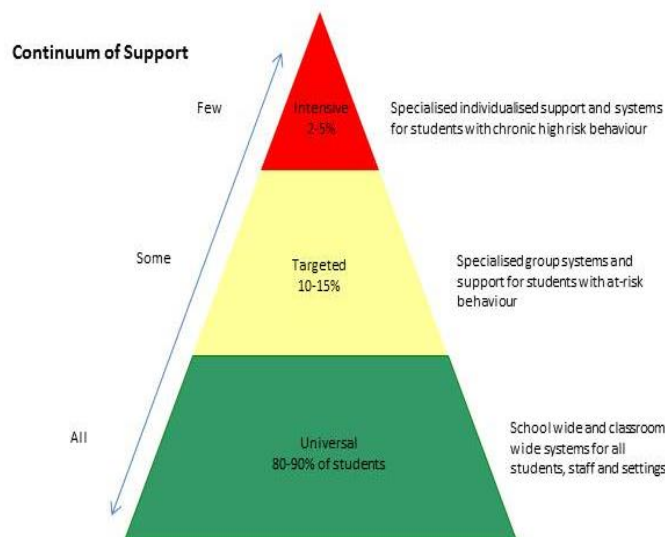 Continuum of Support
Few
Intensive
2-5%
Specialised individualised support and systems
for students with chronic high risk behaviour
Some
Targeted
10-15%
Specialised group systems and
support for students with at-risk
behaviour
All
Universal
80-90% of students
School wide and classroom
wide systems for all
students, staff and settings